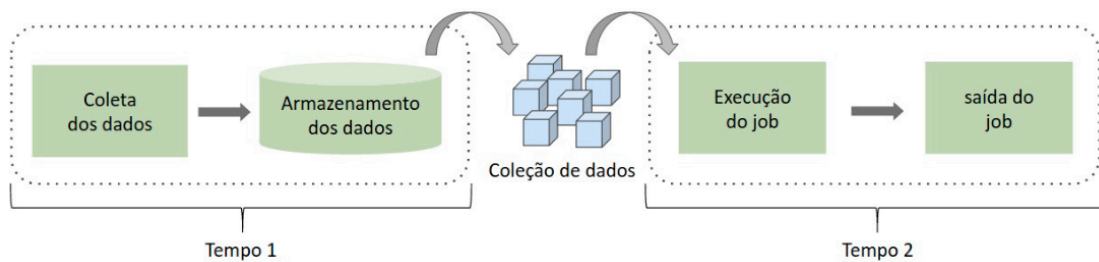 Coleta
dos dados
Armazenamento
dos dados
Coleção de dados
Execução
do job
saída do
job
Tempo 1
Tempo 2